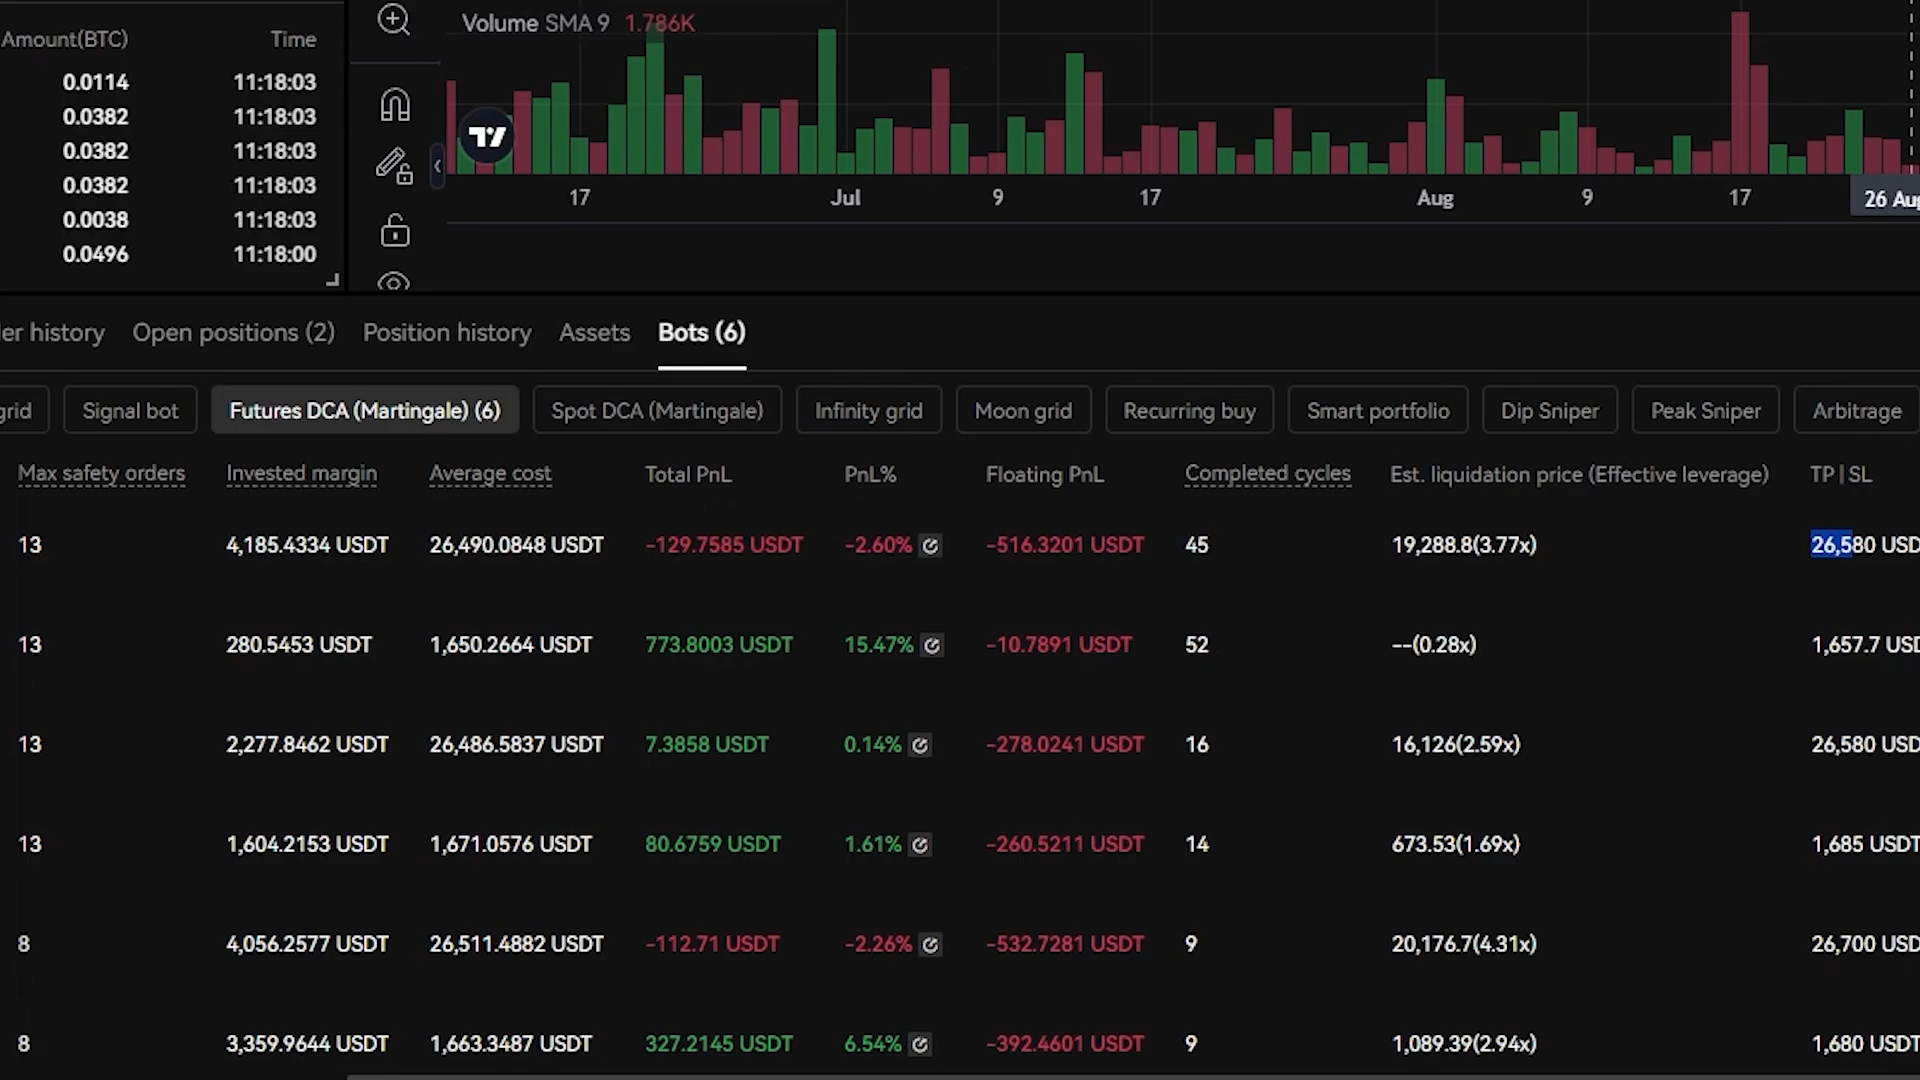 Amount(BTC) Time
0.0114 11:18:03
0.0382 11:18:03
0.0382 11:18:03
0.0382 11:18:03
0.0038 11:18:03
0.0496 11:18:00
Volume SMA 9 1.786K
17 Jul 9 17 Aug 9 17 26 Aug
er history Open positions (2) Position history Assets Bots (6)
grid Signal bot Futures DCA (Martingale) (6) Spot DCA (Martingale) Infinity grid Moon grid Recurring buy Smart portfolio Dip Sniper Peak Sniper Arbitrage
Max safety orders Invested margin Average cost Total PnL PnL% Floating PnL Completed cycles Est. liquidation price (Effective leverage) TP | SL
13 4,185.4334 USDT 26,490.0848 USDT -129.7585 USDT -2.60% -516.3201 USDT 45 19,288.8(3.77x) 26,580 USD
13 280.5453 USDT 1,650.2664 USDT 773.8003 USDT 15.47% -10.7891 USDT 52 --(0.28x) 1,657.7 USD
13 2,277.8462 USDT 26,486.5837 USDT 7.3858 USDT 0.14% -278.0241 USDT 16 16,126(2.59x) 26,580 USD
13 1,604.2153 USDT 1,671.0576 USDT 80.6759 USDT 1.61% -260.5211 USDT 14 673.53(1.69x) 1,685 USDT
8 4,056.2577 USDT 26,511.4882 USDT -112.71 USDT -2.26% -532.7281 USDT 9 20,176.7(4.31x) 26,700 USD
8 3,359.9644 USDT 1,663.3487 USDT 327.2145 USDT 6.54% -392.4601 USDT 9 1,089.39(2.94x) 1,680 USDT